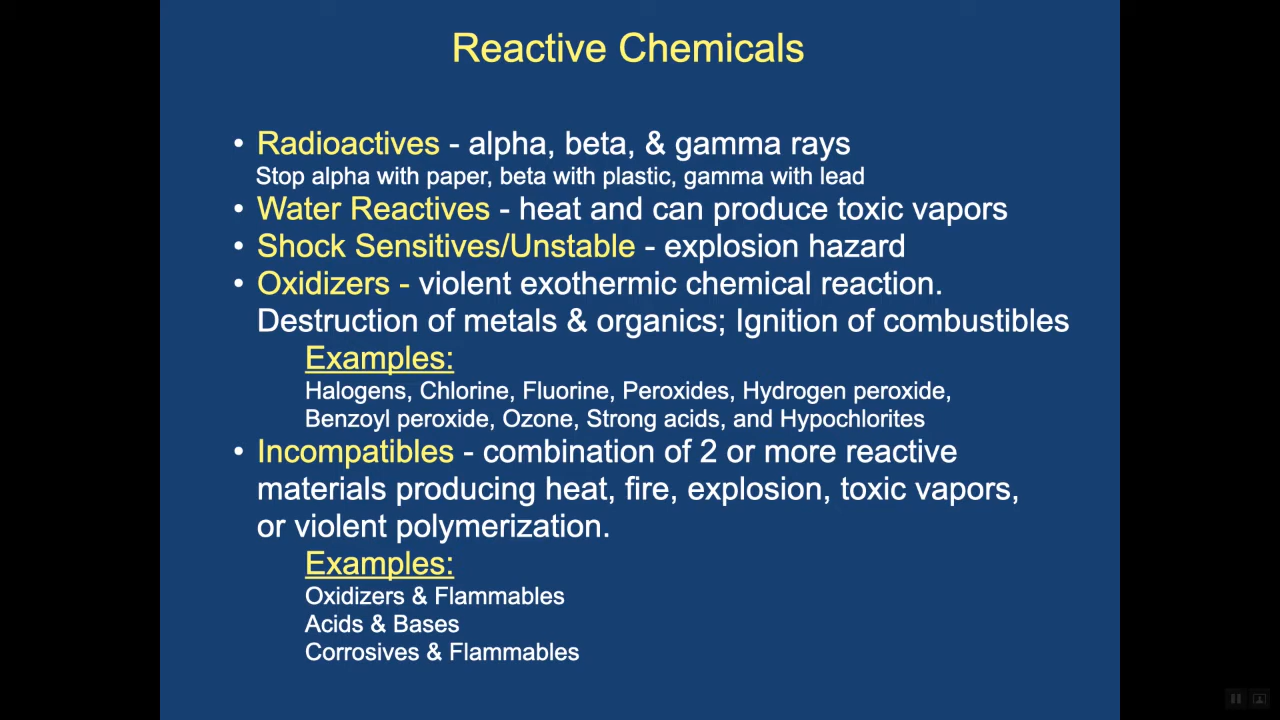 Reactive Chemicals
• Radioactives - alpha, beta, & gamma rays
Stop alpha with paper, beta with plastic, gamma with lead
• Water Reactives - heat and can produce toxic vapors
• Shock Sensitives/Unstable - explosion hazard
• Oxidizers - violent exothermic chemical reaction.
Destruction of metals & organics; Ignition of combustibles
Examples:
Halogens, Chlorine, Fluorine, Peroxides, Hydrogen peroxide,
Benzoyl peroxide, Ozone, Strong acids, and Hypochlorites
• Incompatibles - combination of 2 or more reactive
materials producing heat, fire, explosion, toxic vapors,
or violent polymerization.
Examples:
Oxidizers & Flammables
Acids & Bases
Corrosives & Flammables